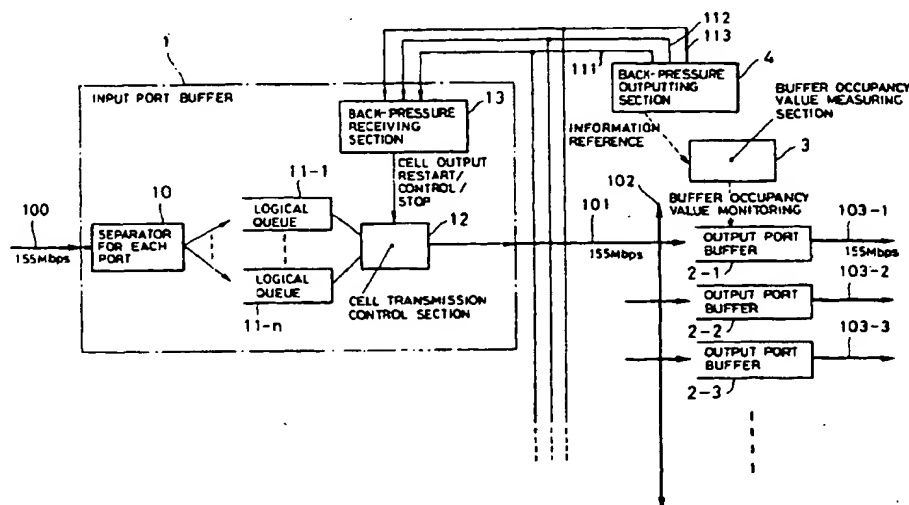 112
113
1
111
4
INPUT PORT BUFFER
13
BACK-PRESSURE
OUTPUTTING
SECTION
BUFFER OCCUPANCY
VALUE MEASURING
SECTION
BACK-PRESSURE
RECEIVING
SECTION
INFORMATION
REFERENCE
3
CELL OUTPUT
RESTART/
CONTROL/
STOP
11-1
102
BUFFER OCCUPANCY
VALUE MONITORING
100
10
LOGICAL
QUEUE
12
101
103-1
155Mbps
SEPARATOR
FOR EACH
PORT
155Mbps
OUTPUT PORT
BUFFER
155Mbps
2-1
103-2
LOGICAL
QUEUE
CELL TRANSMISSION
CONTROL SECTION
OUTPUT PORT
BUFFER
11-n
2-2
103-3
OUTPUT PORT
BUFFER
2-3